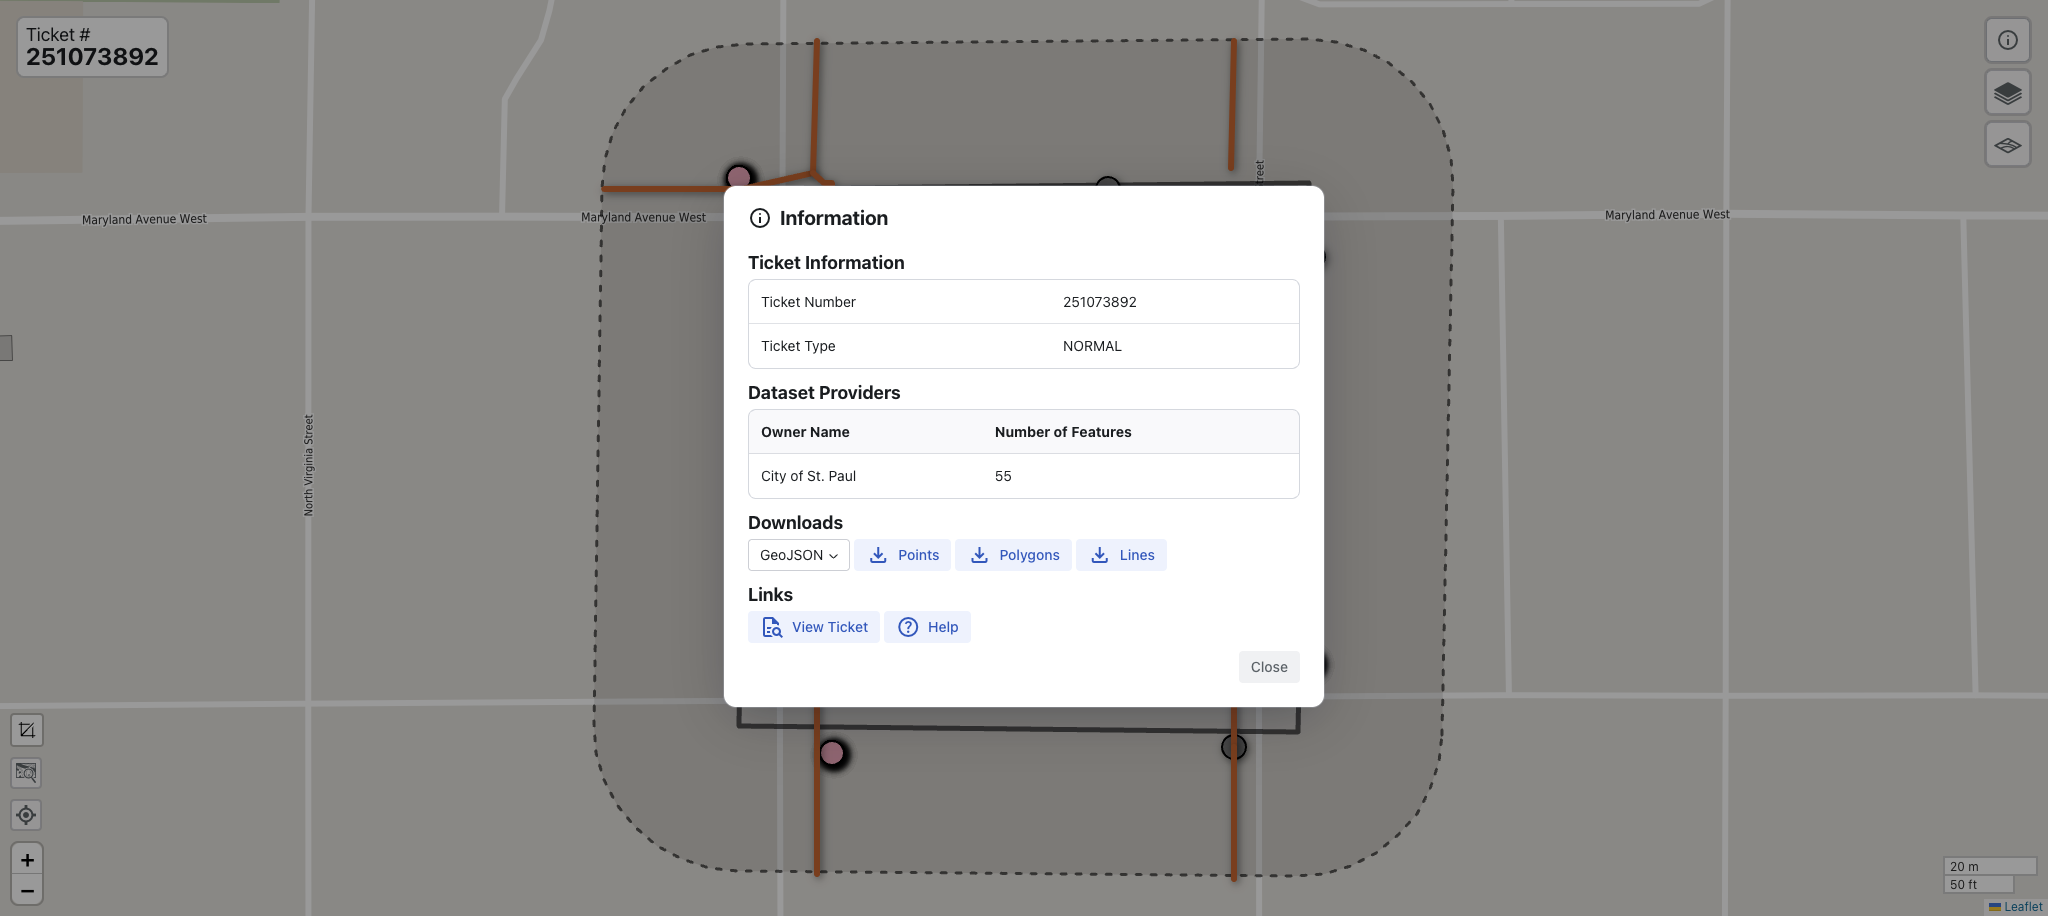 Ticket #
251073892
Maryland Avenue West
Maryland Avenue West
Maryland Avenue West
North Virginia Street
Information
Ticket Information
Ticket Number 251073892
Ticket Type NORMAL
Dataset Providers
Owner Name Number of Features
City of St. Paul 55
Downloads
GeoJSON Points Polygons Lines
Links
View Ticket Help
Close
+
−
20 m
50 ft
Leaflet